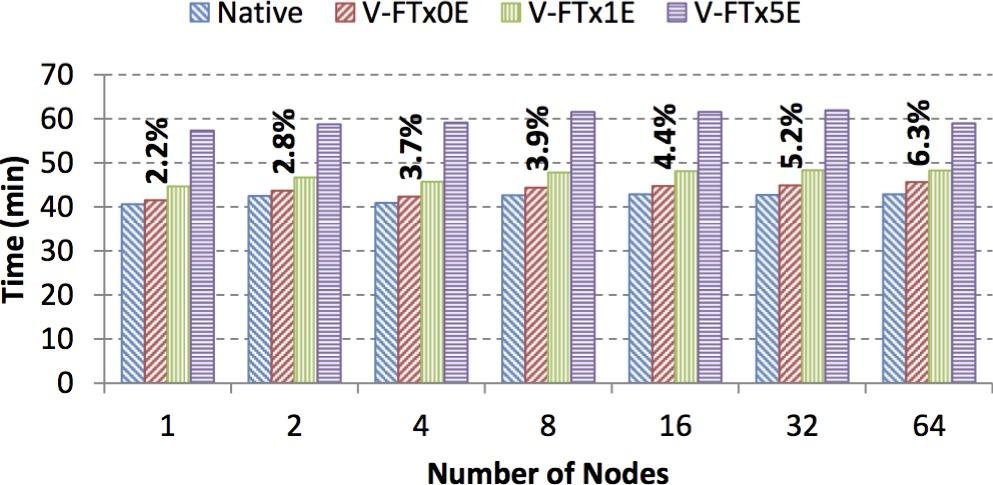 Native V-FTx0E V-FTx1E V-FTx5E
70
60
50
40
30
20
10
0
Time (min)
2.2% 2.8% 3.7% 3.9% 4.4% 5.2% 6.3%
1 2 4 8 16 32 64
Number of Nodes